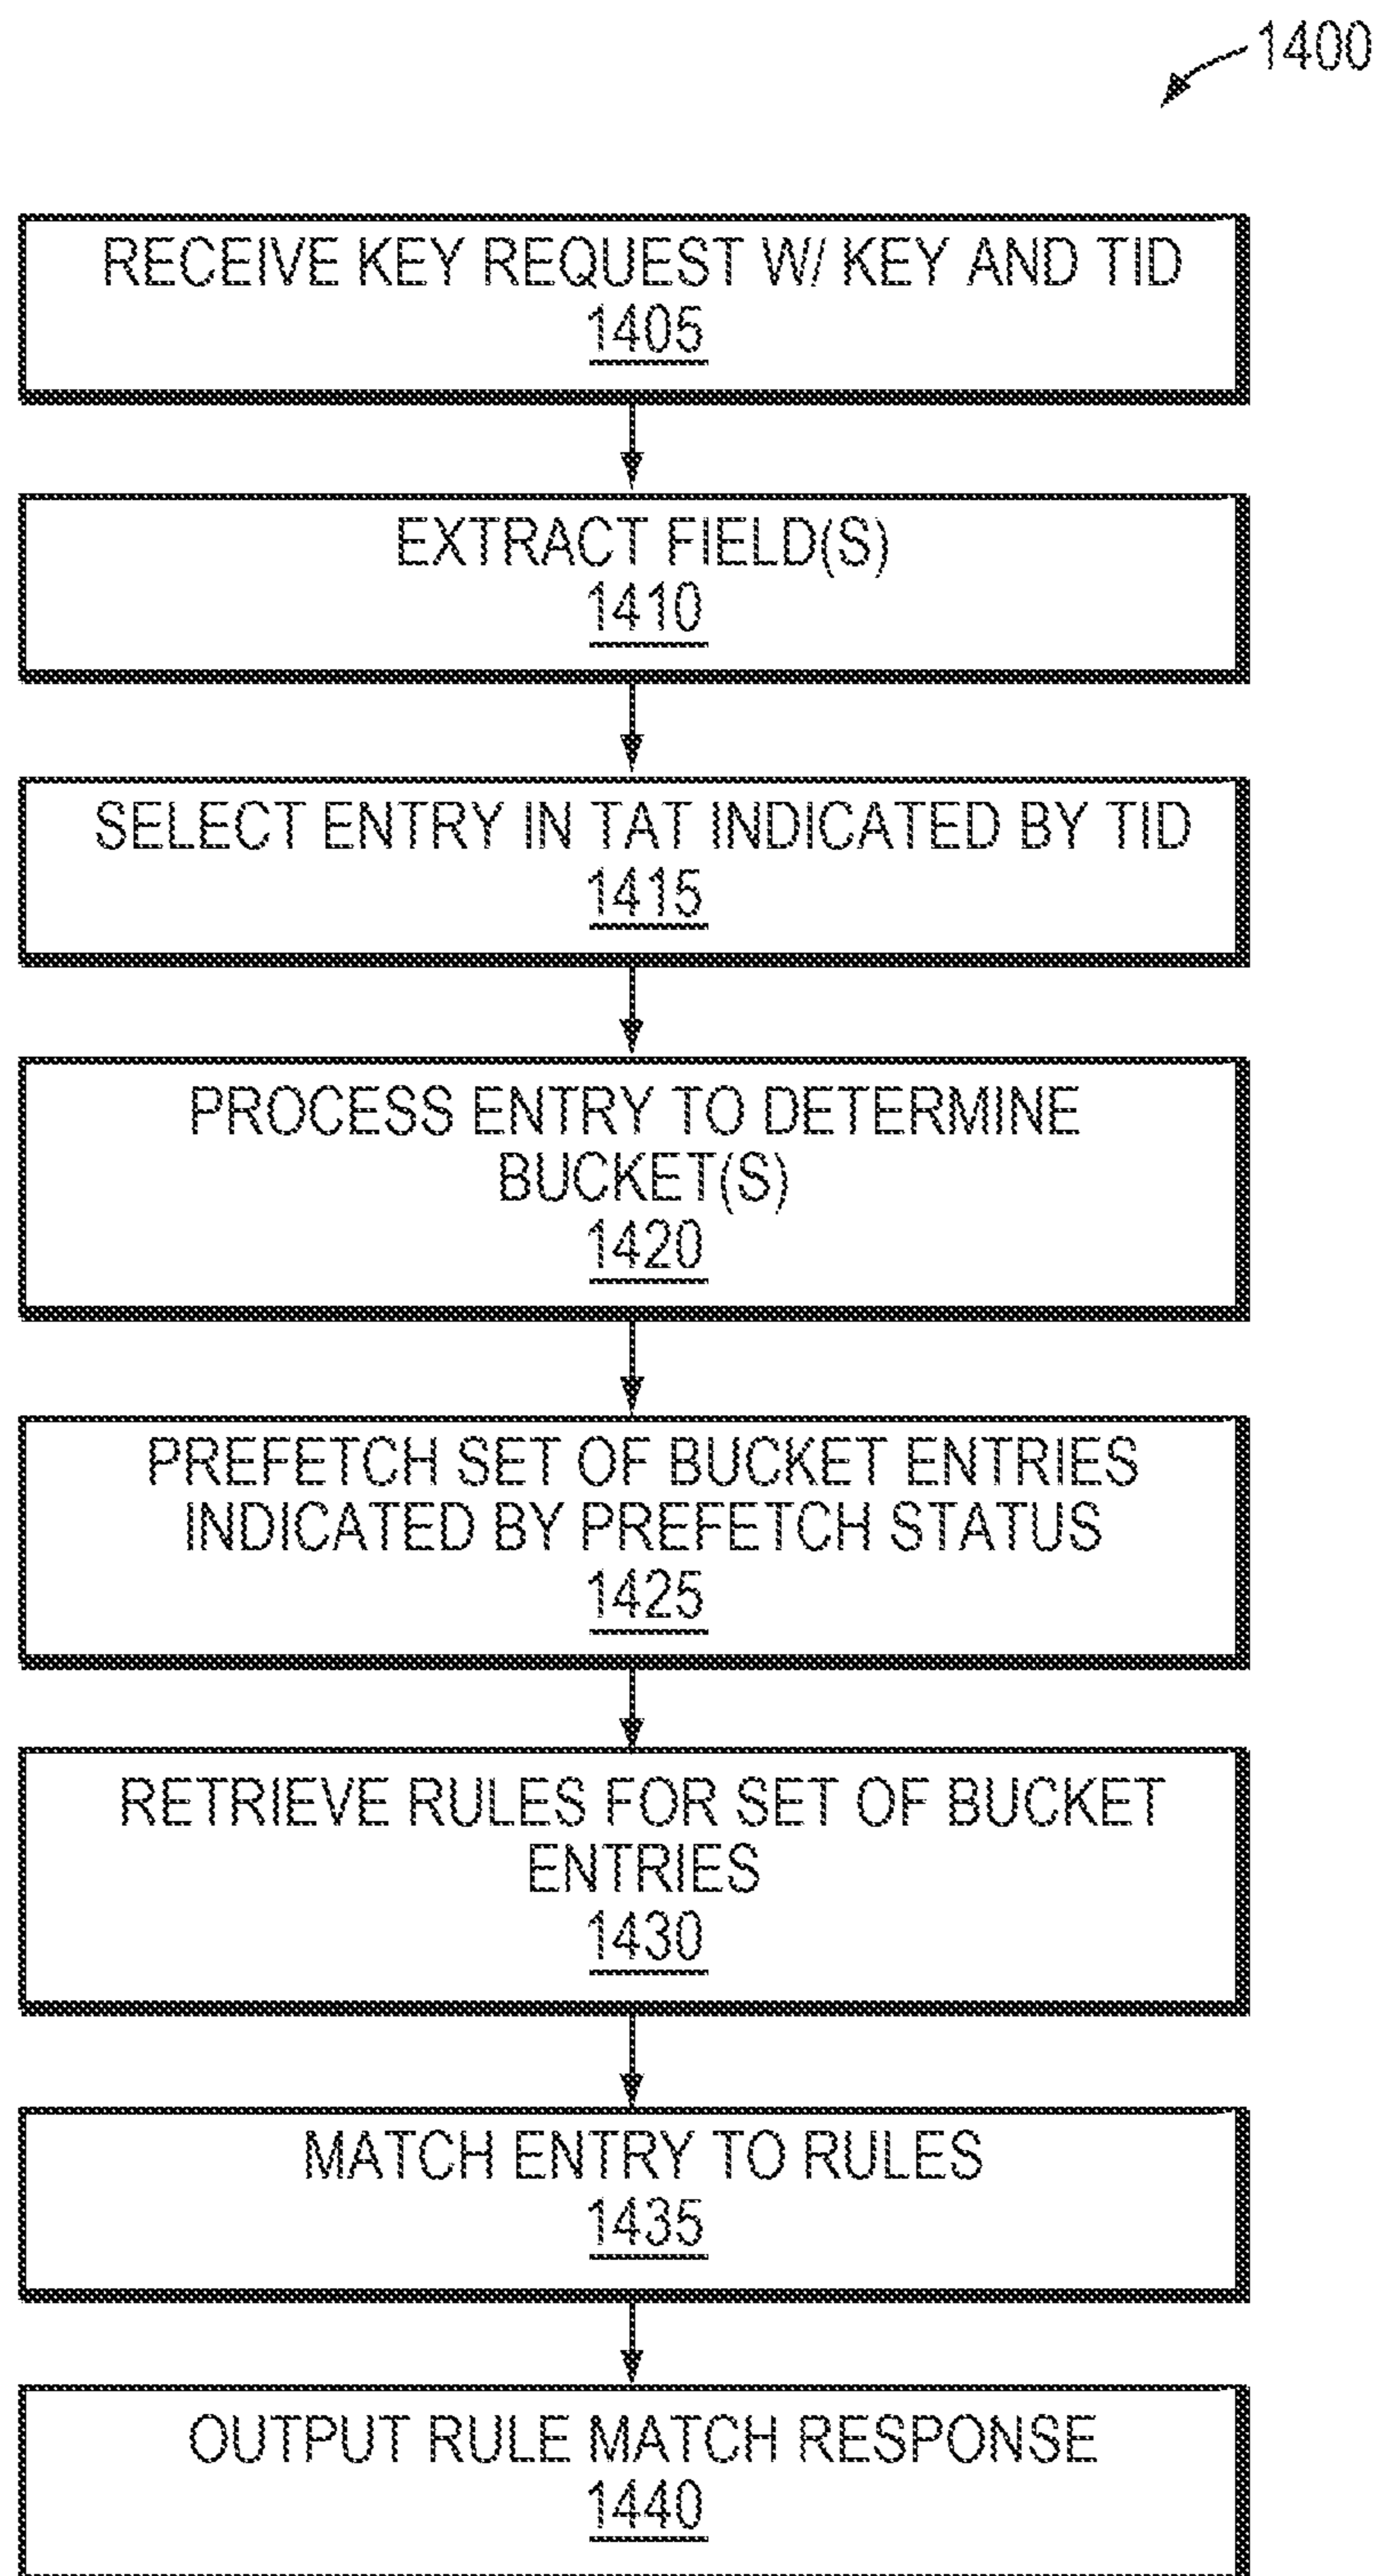 1400
RECEIVE KEY REQUEST W/ KEY AND TID
1405
EXTRACT FIELD(S)
1410
SELECT ENTRY IN TAT INDICATED BY TID
1415
PROCESS ENTRY TO DETERMINE
BUCKET(S)
1420
PREFETCH SET OF BUCKET ENTRIES
INDICATED BY PREFETCH STATUS
1425
RETRIEVE RULES FOR SET OF BUCKET
ENTRIES
1430
MATCH ENTRY TO RULES
1435
OUTPUT RULE MATCH RESPONSE
1440